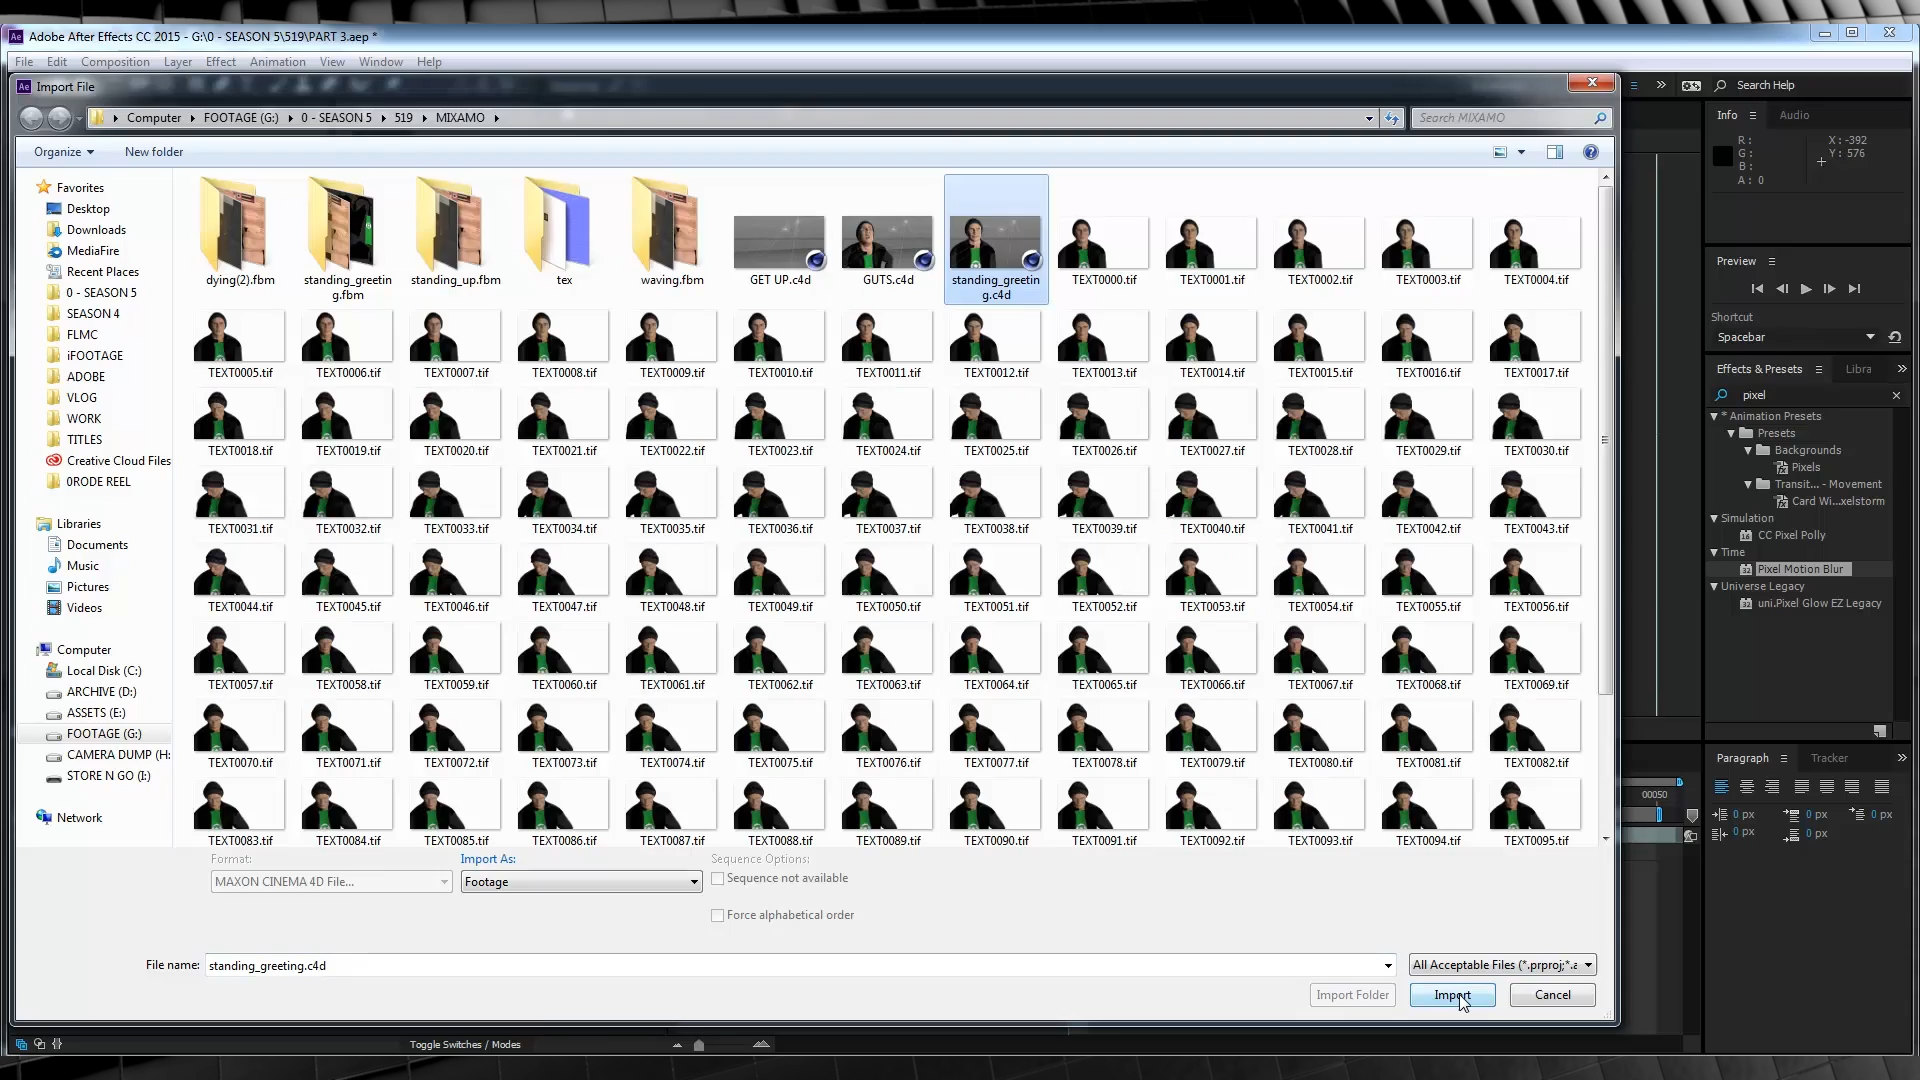 Adobe After Effects CC 2015 - G:\0 - SEASON 5\519\PART 3.aep *
File Edit Composition Layer Effect Animation View Window Help
Import File
Search Help
Computer FOOTAGE (G:) 0 - SEASON 5 519 MIXAMO
Search MIXAMO
Organize New folder
Favorites
Desktop
Downloads
MediaFire
Recent Places
0 - SEASON 5
SEASON 4
FLMC
iFOOTAGE
ADOBE
VLOG
WORK
TITLES
Creative Cloud Files
0RODE REEL
Libraries
Documents
Music
Pictures
Videos
Computer
Local Disk (C:)
ARCHIVE (D:)
ASSETS (E:)
FOOTAGE (G:)
CAMERA DUMP (H:
STORE N GO (I:)
Network
dying(2).fbm standing_greetin standing_up.fbm tex waving.fbm GET UP.c4d GUTS.c4d standing_greetin TEXT0000.tif TEXT0001.tif TEXT0002.tif TEXT0003.tif TEXT0004.tif
g.fbm g.c4d
TEXT0005.tif TEXT0006.tif TEXT0007.tif TEXT0008.tif TEXT0009.tif TEXT0010.tif TEXT0011.tif TEXT0012.tif TEXT0013.tif TEXT0014.tif TEXT0015.tif TEXT0016.tif TEXT0017.tif
TEXT0018.tif TEXT0019.tif TEXT0020.tif TEXT0021.tif TEXT0022.tif TEXT0023.tif TEXT0024.tif TEXT0025.tif TEXT0026.tif TEXT0027.tif TEXT0028.tif TEXT0029.tif TEXT0030.tif
TEXT0031.tif TEXT0032.tif TEXT0033.tif TEXT0034.tif TEXT0035.tif TEXT0036.tif TEXT0037.tif TEXT0038.tif TEXT0039.tif TEXT0040.tif TEXT0041.tif TEXT0042.tif TEXT0043.tif
TEXT0044.tif TEXT0045.tif TEXT0046.tif TEXT0047.tif TEXT0048.tif TEXT0049.tif TEXT0050.tif TEXT0051.tif TEXT0052.tif TEXT0053.tif TEXT0054.tif TEXT0055.tif TEXT0056.tif
TEXT0057.tif TEXT0058.tif TEXT0059.tif TEXT0060.tif TEXT0061.tif TEXT0062.tif TEXT0063.tif TEXT0064.tif TEXT0065.tif TEXT0066.tif TEXT0067.tif TEXT0068.tif TEXT0069.tif
TEXT0070.tif TEXT0071.tif TEXT0072.tif TEXT0073.tif TEXT0074.tif TEXT0075.tif TEXT0076.tif TEXT0077.tif TEXT0078.tif TEXT0079.tif TEXT0080.tif TEXT0081.tif TEXT0082.tif
TEXT0083.tif TEXT0084.tif TEXT0085.tif TEXT0086.tif TEXT0087.tif TEXT0088.tif TEXT0089.tif TEXT0090.tif TEXT0091.tif TEXT0092.tif TEXT0093.tif TEXT0094.tif TEXT0095.tif
Format: Import As: Sequence Options:
MAXON CINEMA 4D File... Footage Sequence not available
Force alphabetical order
File name: standing_greeting.c4d All Acceptable Files (*.prproj;*.a
Import Folder Import Cancel
Toggle Switches / Modes
Info Audio
R: X: -392
G: Y: 576
B:
A: 0
Preview
Shortcut
Spacebar
Effects & Presets Libra
pixel
* Animation Presets
Presets
Backgrounds
Pixels
Transit... - Movement
Card Wi...xelstorm
Simulation
CC Pixel Polly
Time
Pixel Motion Blur
Universe Legacy
uni.Pixel Glow EZ Legacy
Paragraph Tracker
00050
0 px 0 px 0 px
0 px 0 px